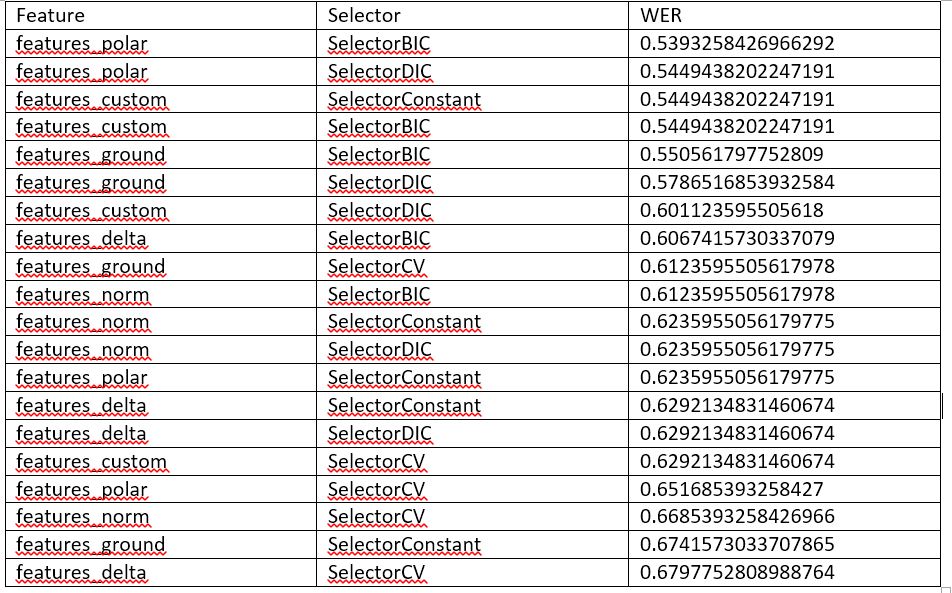 Feature Selector WER
features_polar SelectorBIC 0.5393258426966292
features_polar SelectorDIC 0.5449438202247191
features_custom SelectorConstant 0.5449438202247191
features_custom SelectorBIC 0.5449438202247191
features_ground SelectorBIC 0.550561797752809
features_ground SelectorDIC 0.5786516853932584
features_custom SelectorDIC 0.601123595505618
features_delta SelectorBIC 0.6067415730337079
features_ground SelectorCV 0.6123595505617978
features_norm SelectorBIC 0.6123595505617978
features_norm SelectorConstant 0.6235955056179775
features_norm SelectorDIC 0.6235955056179775
features_polar SelectorConstant 0.6235955056179775
features_delta SelectorConstant 0.6292134831460674
features_delta SelectorDIC 0.6292134831460674
features_custom SelectorCV 0.6292134831460674
features_polar SelectorCV 0.651685393258427
features_norm SelectorCV 0.6685393258426966
features_ground SelectorConstant 0.6741573033707865
features_delta SelectorCV 0.6797752808988764